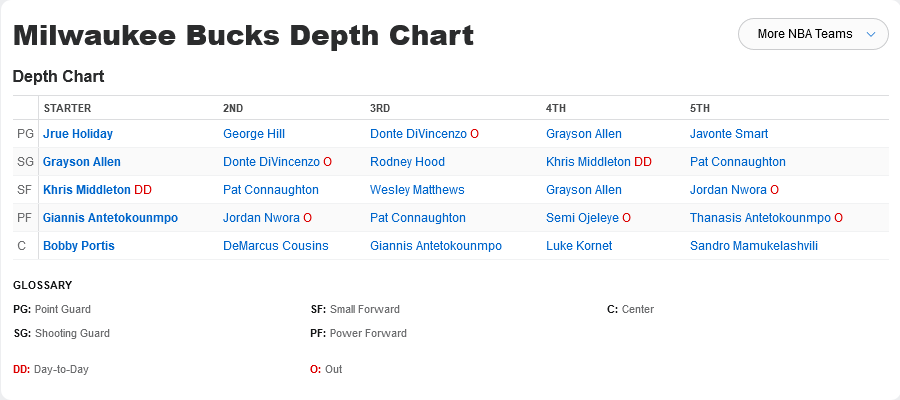 Milwaukee Bucks Depth Chart
More NBA Teams
Depth Chart
STARTER 2ND 3RD 4TH 5TH
PG Jrue Holiday George Hill Donte DiVincenzo O Grayson Allen Javonte Smart
SG Grayson Allen Donte DiVincenzo O Rodney Hood Khris Middleton DD Pat Connaughton
SF Khris Middleton DD Pat Connaughton Wesley Matthews Grayson Allen Jordan Nwora O
PF Giannis Antetokounmpo Jordan Nwora O Pat Connaughton Semi Ojeleye O Thanasis Antetokounmpo O
C Bobby Portis DeMarcus Cousins Giannis Antetokounmpo Luke Kornet Sandro Mamukelashvili
GLOSSARY
PG: Point Guard SF: Small Forward C: Center
SG: Shooting Guard PF: Power Forward
DD: Day-to-Day O: Out